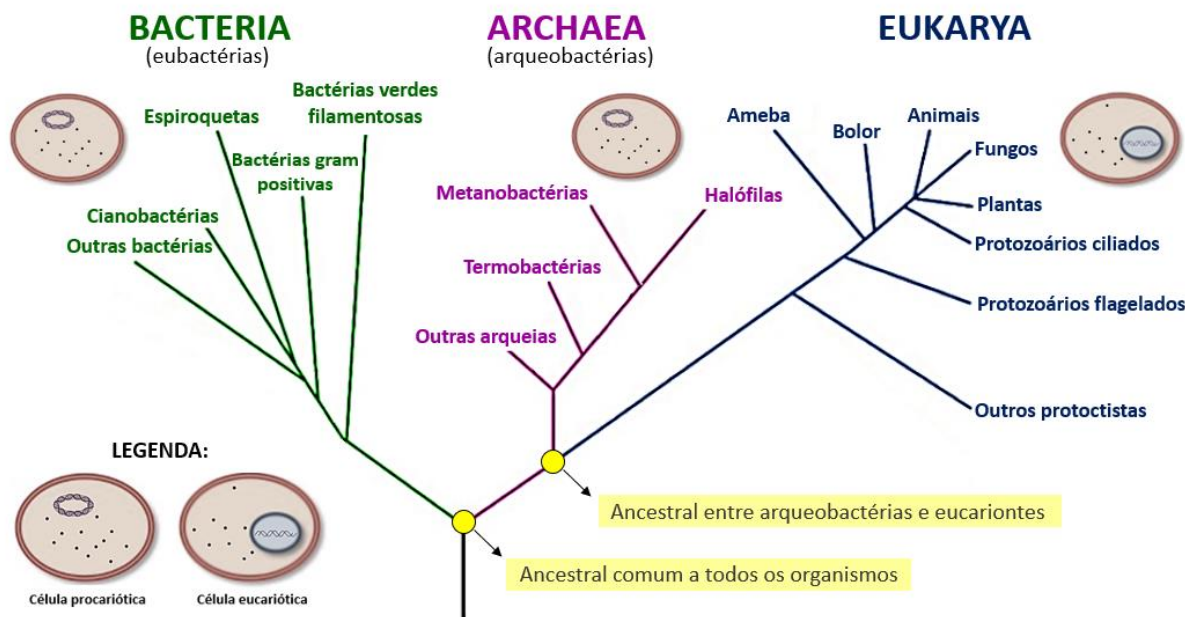 BACTERIA
(eubactérias)
ARCHAEA
(arqueobactérias)
EUKARYA
Bactérias verdes
filamentosas
Espiroquetas
Bactérias gram
positivas
Cianobactérias
Outras bactérias
Metanobactérias
Halófilas
Termobactérias
Outras arqueias
Ameba
Bolor
Animais
Fungos
Plantas
Protozoários ciliados
Protozoários flagelados
Outros protoctistas
LEGENDA:
Célula procariótica
Célula eucariótica
Ancestral entre arqueobactérias e eucariontes
Ancestral comum a todos os organismos